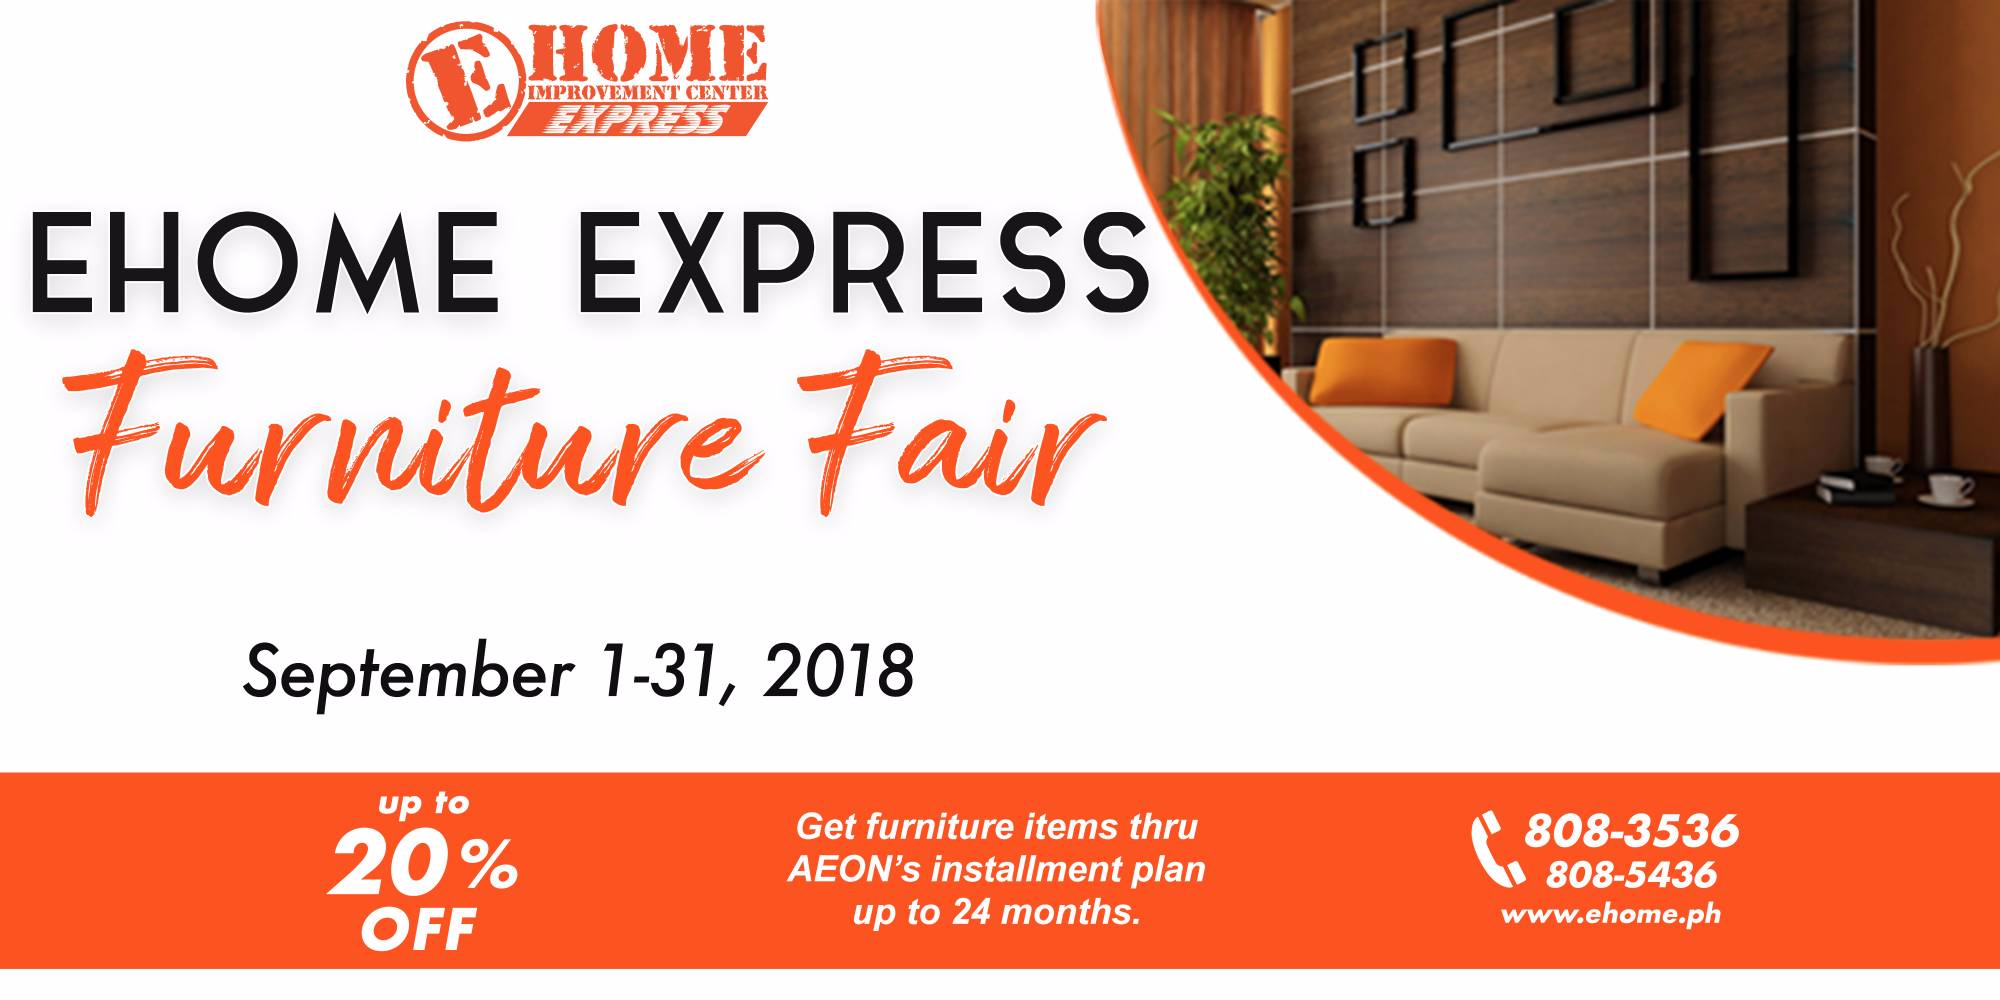 E HOME
IMPROVEMENT CENTER
EXPRESS
EHOME EXPRESS
Furniture Fair
September 1-31, 2018
up to
20%
OFF
Get furniture items thru
AEON's installment plan
up to 24 months.
808-3536
808-5436
www.ehome.ph